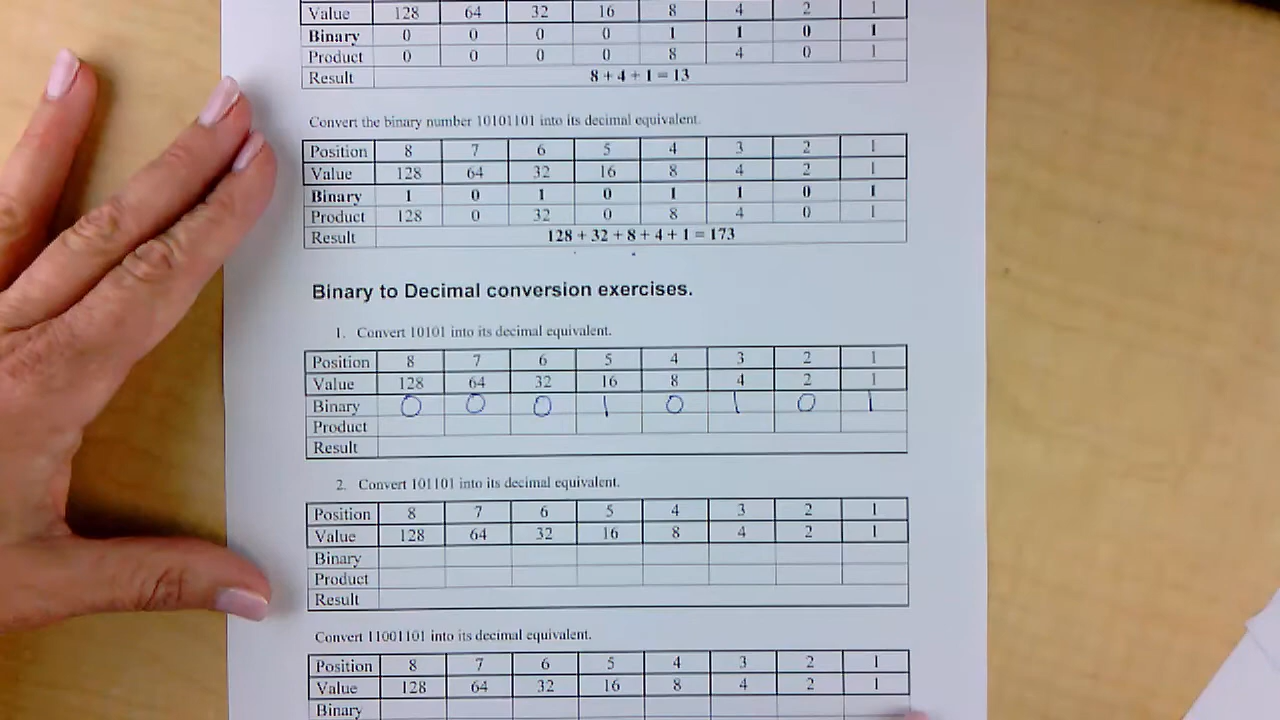 Value 128 64 32 16 8 4 2 1
Binary 0 0 0 0 1 1 0 1
Product 0 0 0 0 8 4 0 1
Result 8 + 4 + 1 = 13
Convert the binary number 10101101 into its decimal equivalent.
Position 8 7 6 5 4 3 2 1
Value 128 64 32 16 8 4 2 1
Binary 1 0 1 0 1 1 0 1
Product 128 0 32 0 8 4 0 1
Result 128 + 32 + 8 + 4 + 1 = 173
Binary to Decimal conversion exercises.
1. Convert 10101 into its decimal equivalent.
Position 8 7 6 5 4 3 2 1
Value 128 64 32 16 8 4 2 1
Binary 0 0 0 1 0 1 0 1
Product
Result
2. Convert 101101 into its decimal equivalent.
Position 8 7 6 5 4 3 2 1
Value 128 64 32 16 8 4 2 1
Binary
Product
Result
Convert 11001101 into its decimal equivalent.
Position 8 7 6 5 4 3 2 1
Value 128 64 32 16 8 4 2 1
Binary